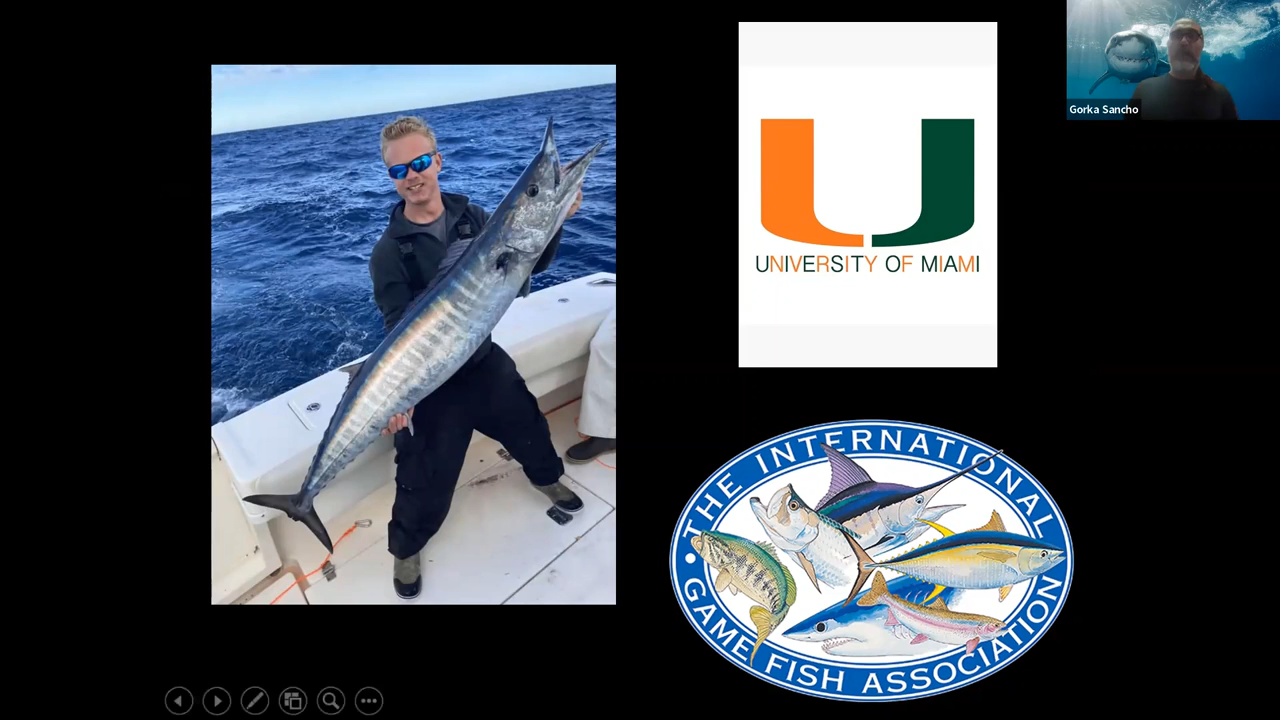 Gorka Sancho
UNIVERSITY OF MIAMI
THE INTERNATIONAL
GAME FISH ASSOCIATION